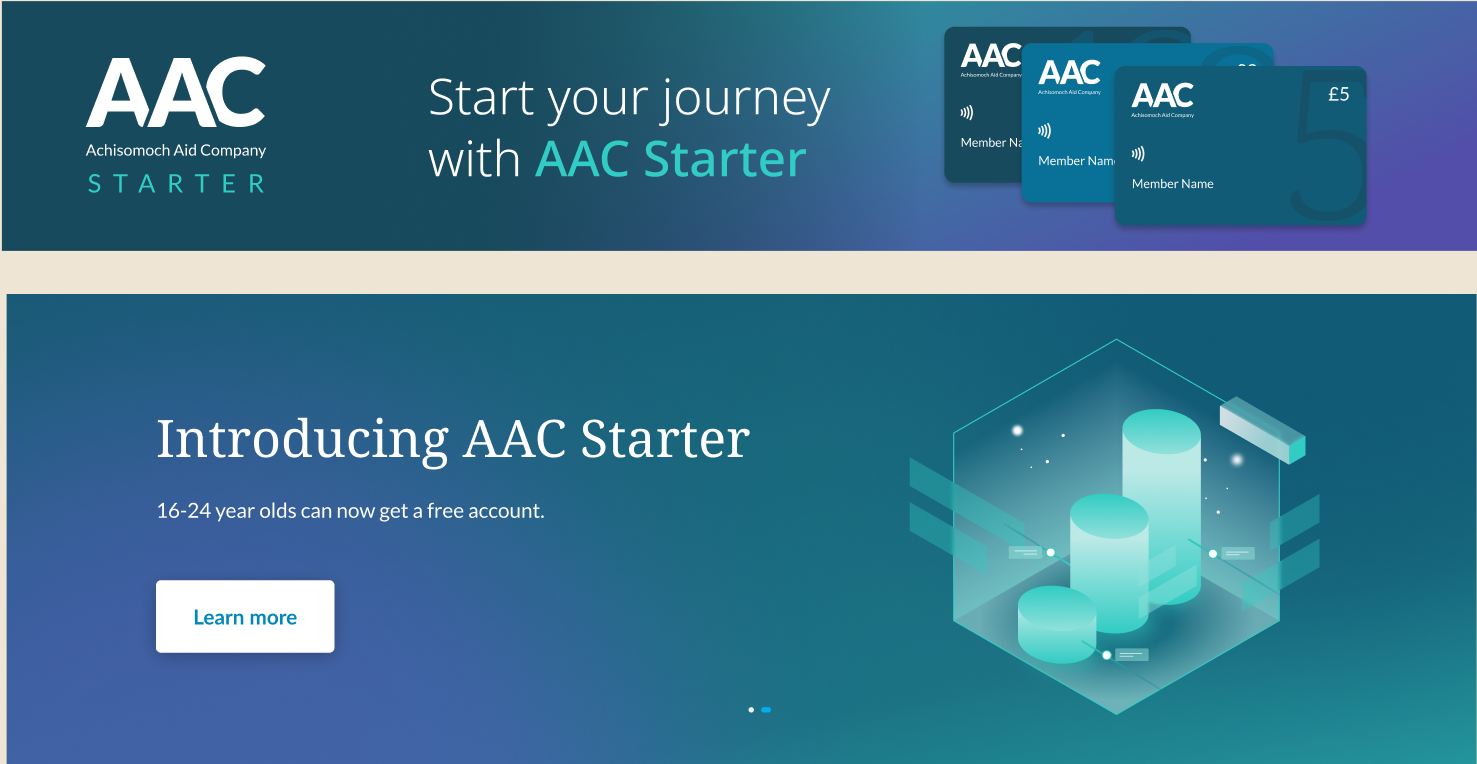 AAC
Achisomoch Aid Company
STARTER
Start your journey
with AAC Starter
AAC
Achisomoch Aid Company
Member Na
AAC
Achisomoch Aid Company
Member Name
AAC
Achisomoch Aid Company
£5
5
Member Name
Introducing AAC Starter
16-24 year olds can now get a free account.
Learn more